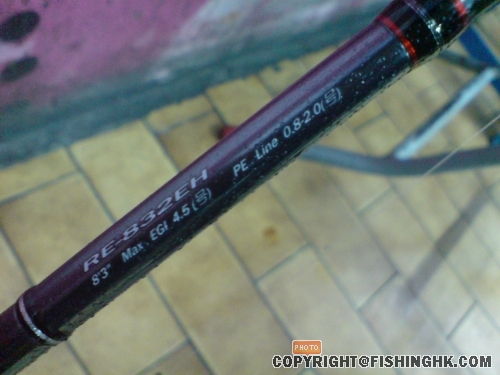 RE-832EH
8'3" Max. EGI 4.5(号) PE. Line 0.8-2.0(号)
PHOTO
COPYRIGHT@FISHINGHK.COM